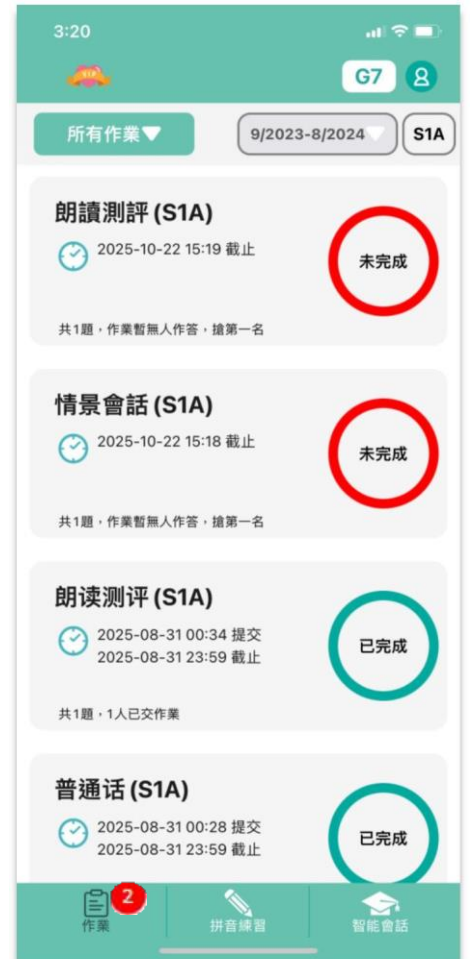 3:20
VIP
G7
所有作業
9/2023-8/2024
S1A
朗讀測評 (S1A)
2025-10-22 15:19 截止
未完成
共1題，作業暫無人作答，搶第一名
情景會話 (S1A)
2025-10-22 15:18 截止
未完成
共1題，作業暫無人作答，搶第一名
朗读测评 (S1A)
2025-08-31 00:34 提交
2025-08-31 23:59 截止
已完成
共1題，1人已交作業
普通话 (S1A)
2025-08-31 00:28 提交
2025-08-31 23:59 截止
已完成
2
作業
拼音練習
智能會話